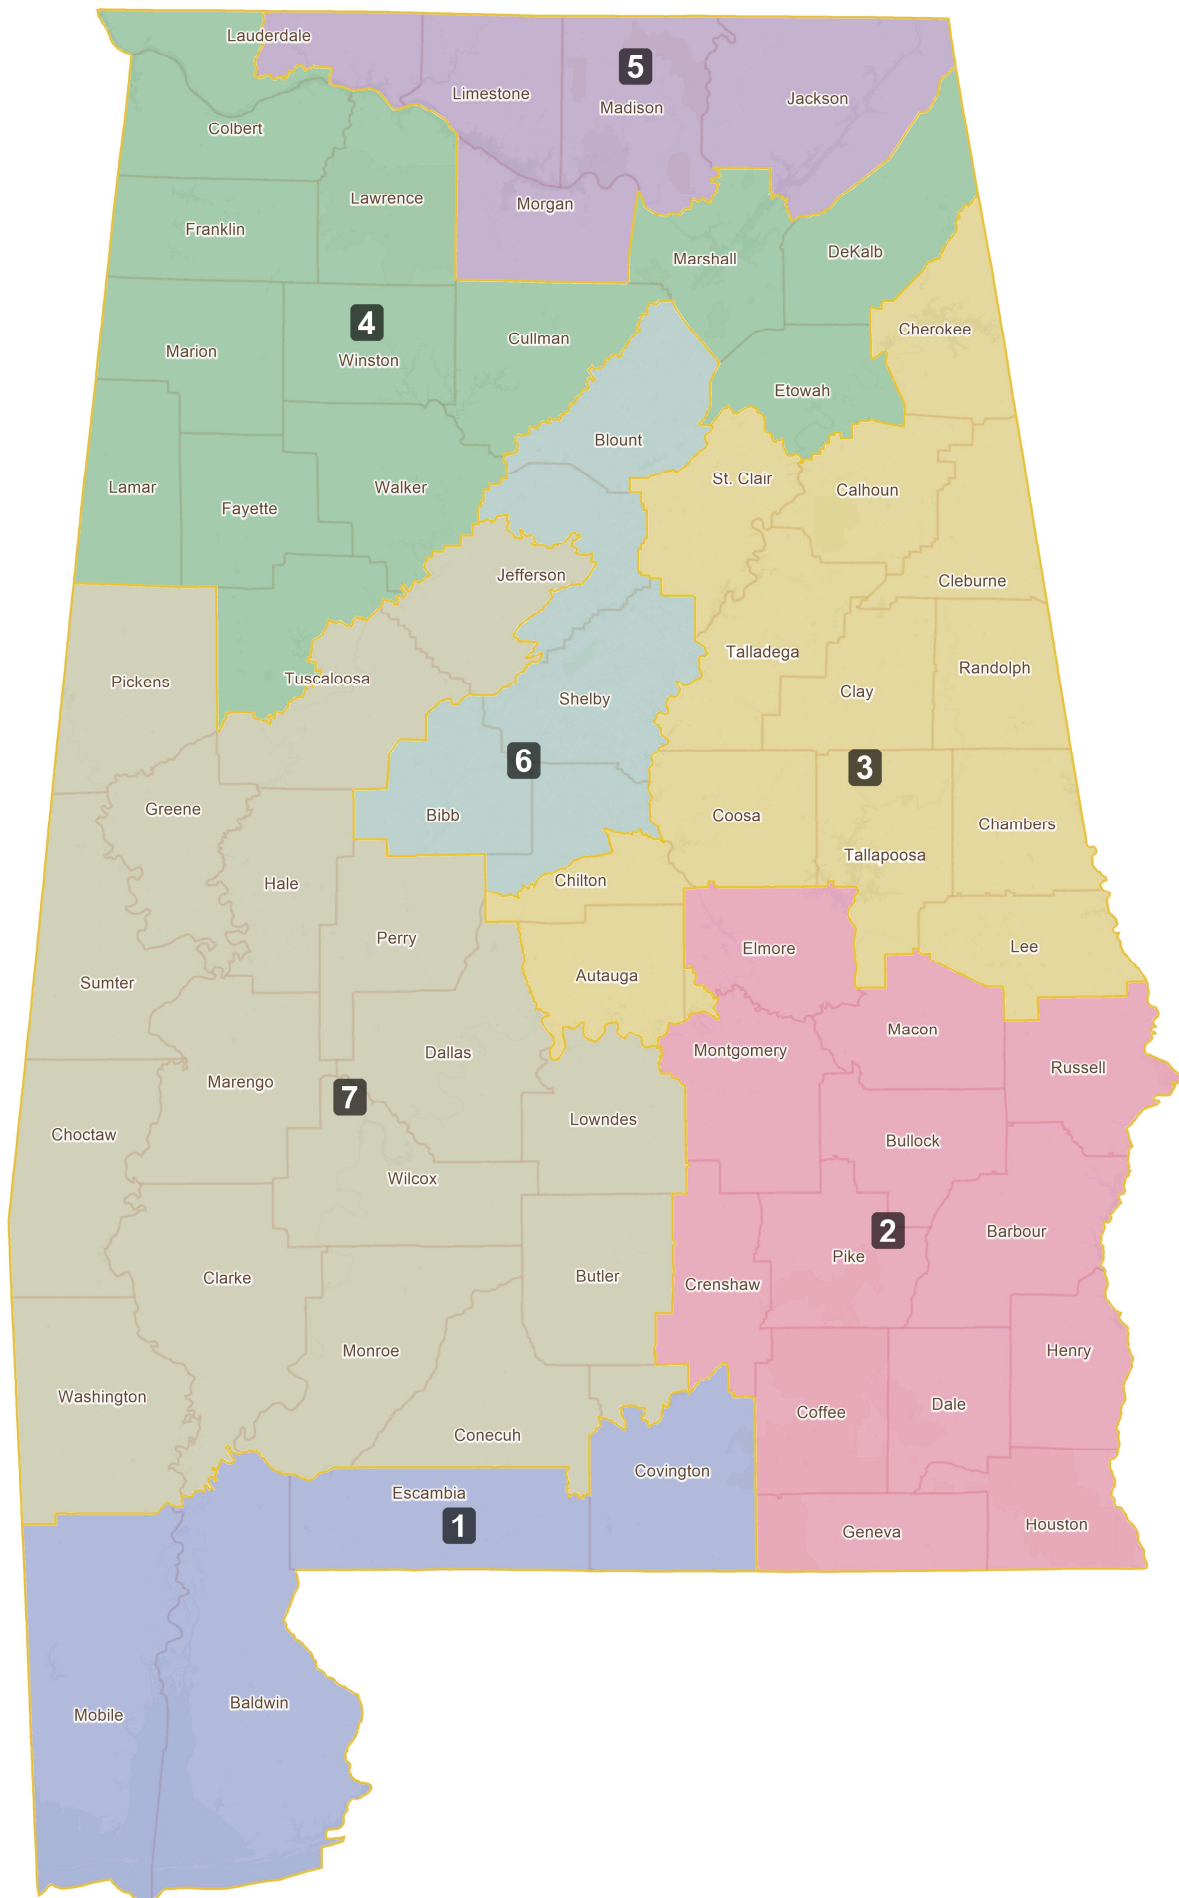 Lauderdale
5
Limestone
Madison
Jackson
Colbert
Lawrence
Morgan
Franklin
DeKalb
Marshall
4
Cherokee
Cullman
Marion
Winston
Etowah
Blount
St. Clair
Lamar
Walker
Calhoun
Fayette
Jefferson
Cleburne
Talladega
Randolph
Pickens
Tuscaloosa
Clay
Shelby
6
3
Greene
Bibb
Coosa
Chambers
Tallapoosa
Hale
Chilton
Perry
Elmore
Lee
Autauga
Sumter
Macon
Dallas
Montgomery
Russell
Marengo
7
Lowndes
Choctaw
Bullock
Wilcox
2
Barbour
Pike
Clarke
Butler
Crenshaw
Monroe
Henry
Washington
Dale
Coffee
Conecuh
Covington
Escambia
1
Geneva
Houston
Baldwin
Mobile